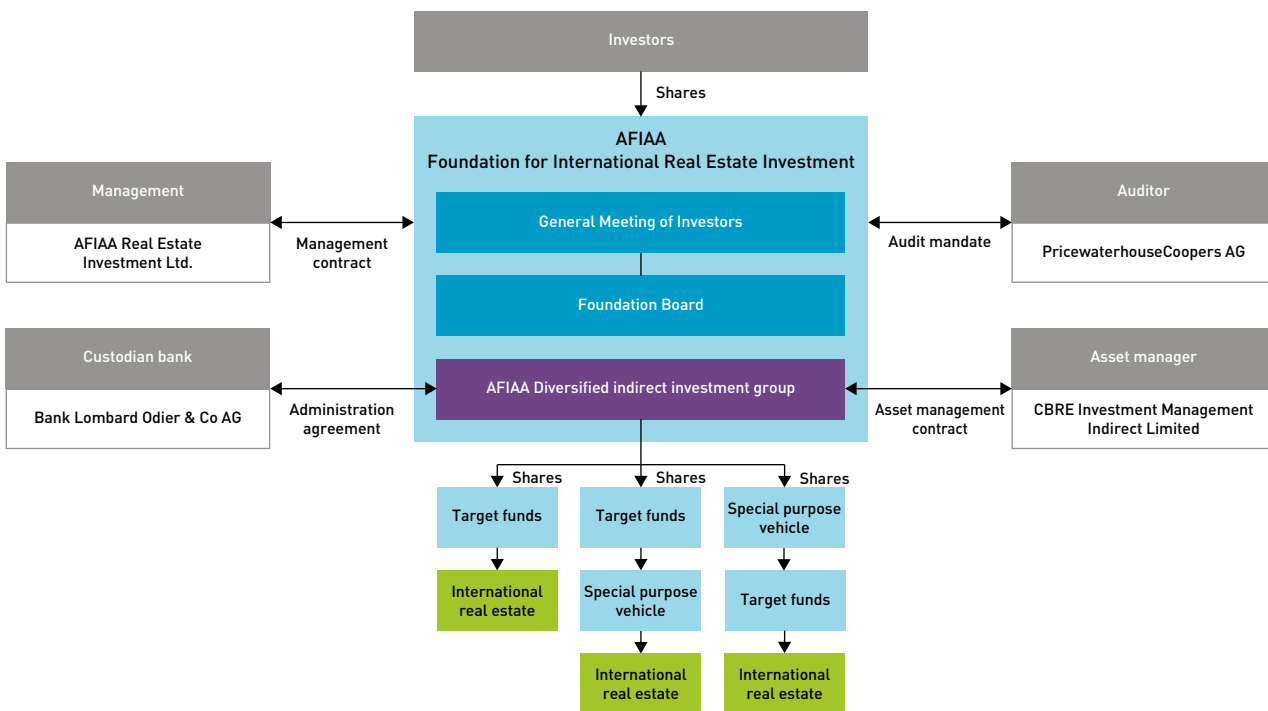 Investors
Shares
AFIAA
Foundation for International Real Estate Investment
Management
AFIAA Real Estate
Investment Ltd.
Management
contract
General Meeting of Investors
Audit mandate
Auditor
PricewaterhouseCoopers AG
Foundation Board
Custodian bank
Bank Lombard Odier & Co AG
Administration
agreement
AFIAA Diversified indirect investment group
Asset management
contract
Asset manager
CBRE Investment Management
Indirect Limited
Shares
Shares
Shares
Target funds
Target funds
Special purpose
vehicle
International
real estate
Special purpose
vehicle
Target funds
International
real estate
International
real estate